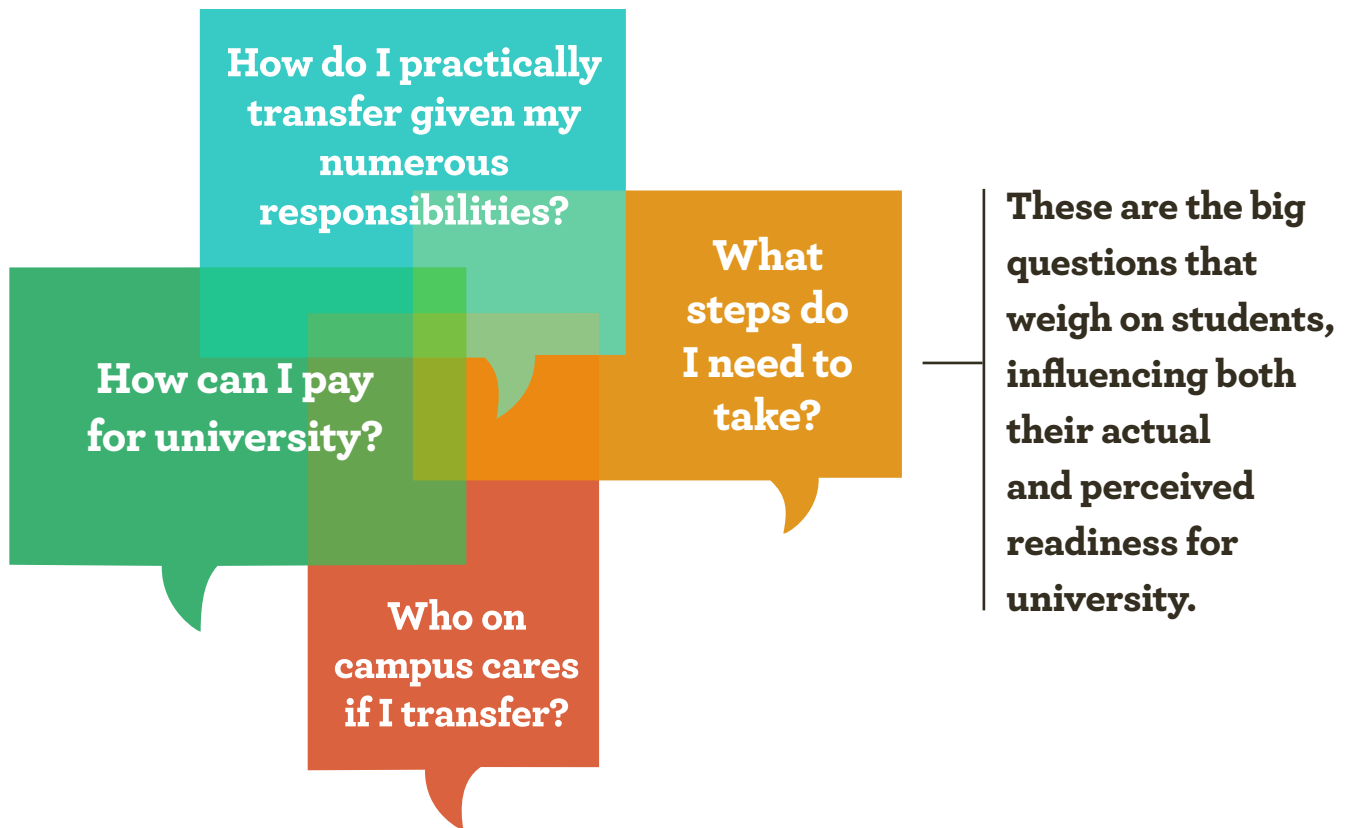 How do I practically
transfer given my
numerous
responsibilities?
What
steps do
I need to
take?
How can I pay
for university?
Who on
campus cares
if I transfer?
These are the big
questions that
weigh on students,
influencing both
their actual
and perceived
readiness for
university.